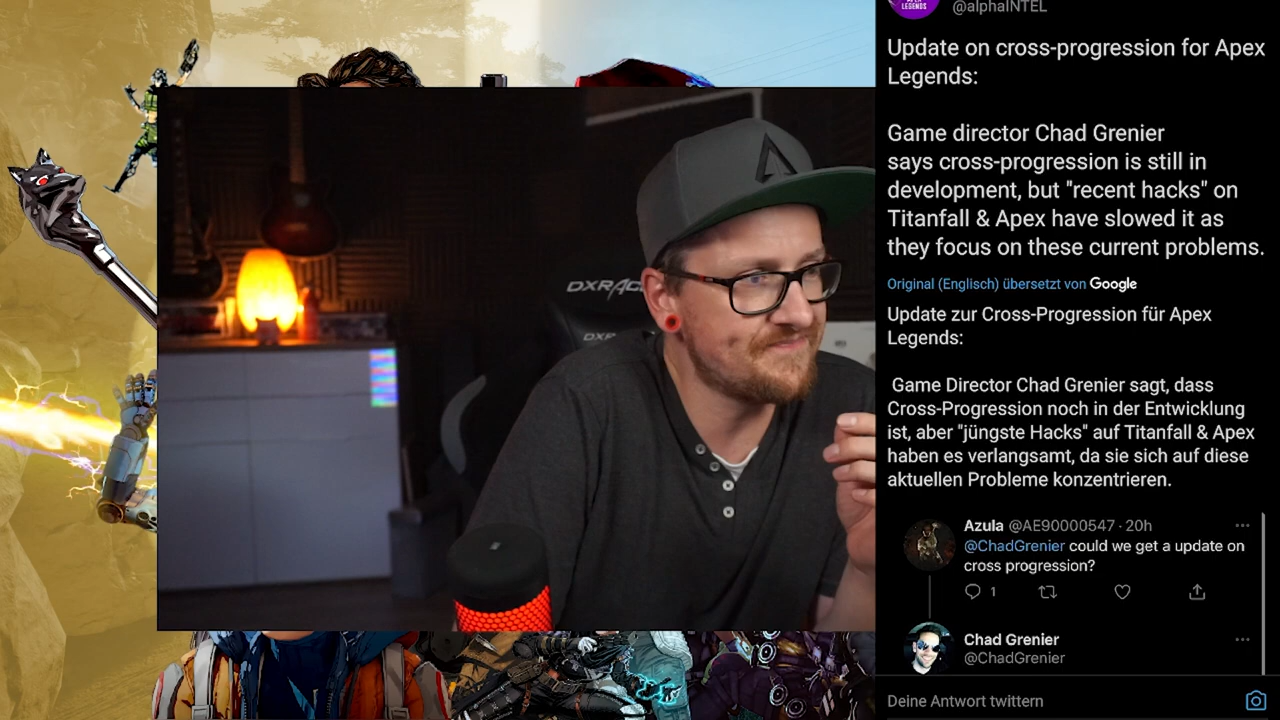 LEGENDS
@alphaINTEL
Update on cross-progression for Apex
Legends:
Game director Chad Grenier
says cross-progression is still in
development, but "recent hacks" on
Titanfall & Apex have slowed it as
they focus on these current problems.
Original (Englisch) übersetzt von Google
Update zur Cross-Progression für Apex
Legends:
Game Director Chad Grenier sagt, dass
Cross-Progression noch in der Entwicklung
ist, aber "jüngste Hacks" auf Titanfall & Apex
haben es verlangsamt, da sie sich auf diese
aktuellen Probleme konzentrieren.
Azula @AE90000547 · 20h
@ChadGrenier could we get a update on
cross progression?
1
Chad Grenier
@ChadGrenier
Deine Antwort twittern
DXRAC
DXR